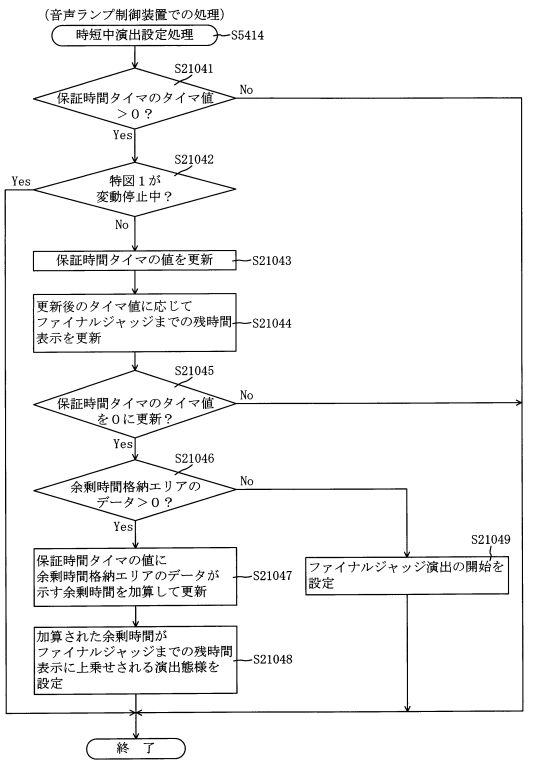 （音声ランプ制御装置での処理）
時短中演出設定処理
S5414
S21041
No
保証時間タイマのタイマ値
＞０？
Yes
S21042
Yes
特図１が
変動停止中？
No
保証時間タイマの値を更新
S21043
更新後のタイマ値に応じて
ファイナルジャッジまでの残時間
表示を更新
S21044
S21045
No
保証時間タイマのタイマ値
を０に更新？
Yes
S21046
No
余剰時間格納エリアの
データ＞０？
Yes
S21049
ファイナルジャッジ演出の開始を
設定
保証時間タイマの値に
余剰時間格納エリアのデータが
示す余剰時間を加算して更新
S21047
加算された余剰時間が
ファイナルジャッジまでの残時間
表示に上乗せされる演出態様を
設定
S21048
終 了